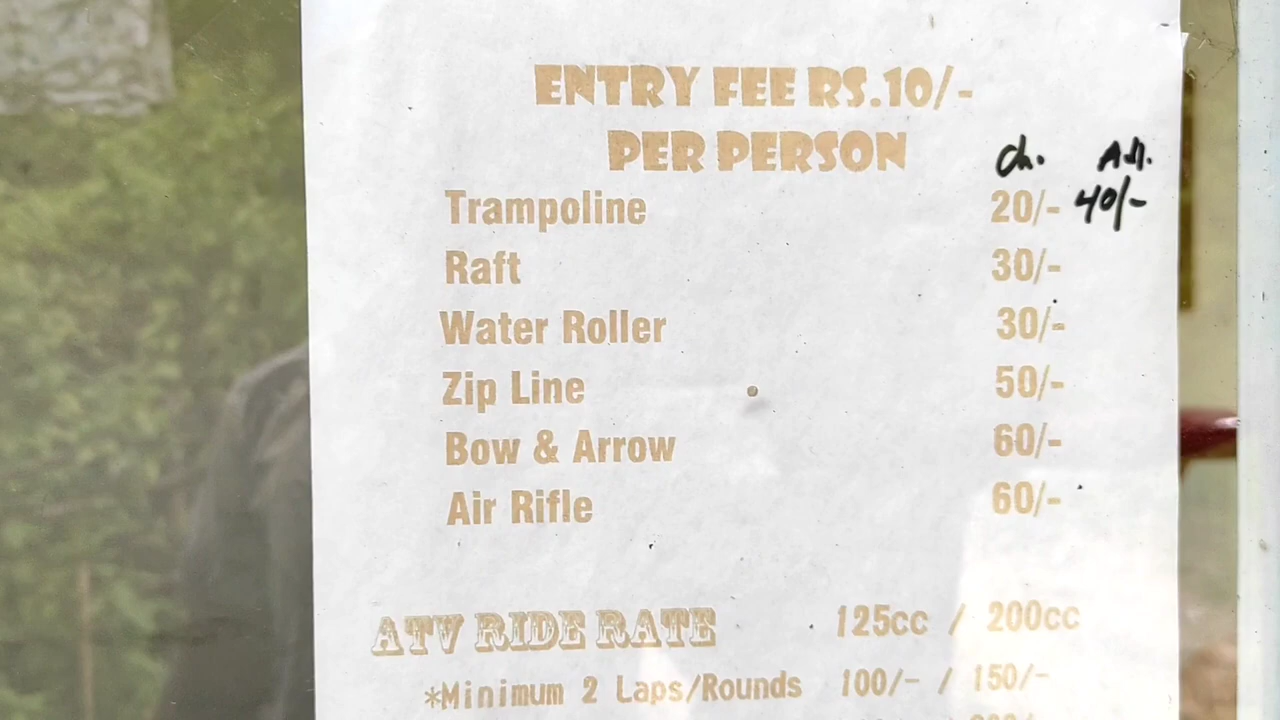 ENTRY FEE RS.10/-
PER PERSON
Ch. Ad.
Trampoline 20/- 40/-
Raft 30/-
Water Roller 30/-
Zip Line 50/-
Bow & Arrow 60/-
Air Rifle 60/-
ATV RIDE RATE 125cc / 200cc
*Minimum 2 Laps/Rounds 100/- / 150/-